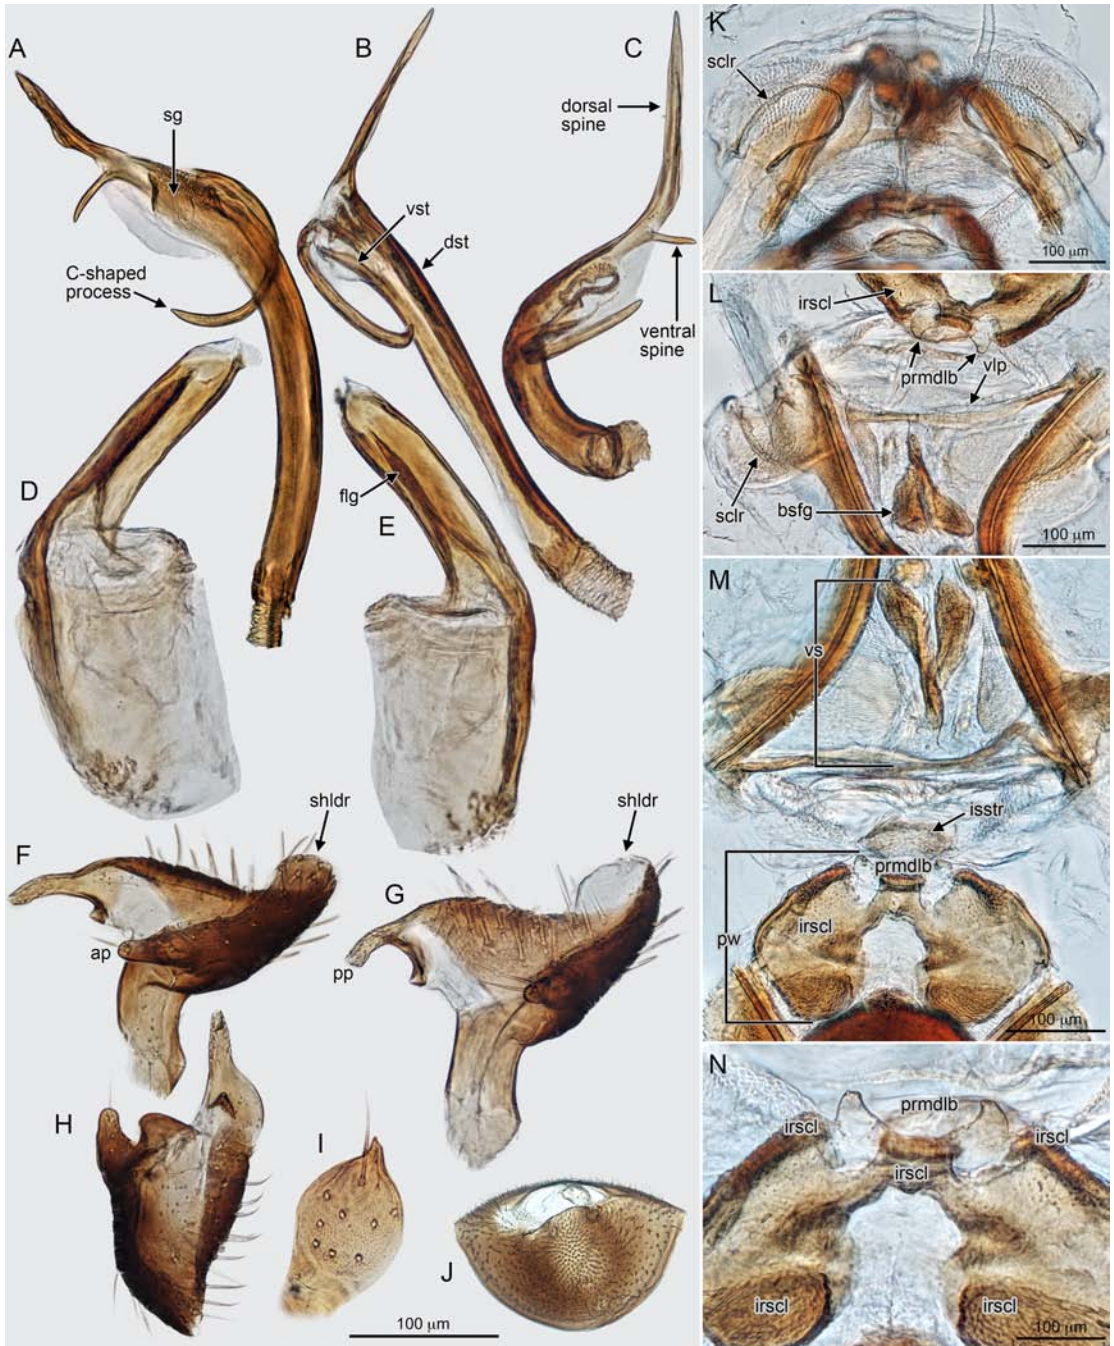 A
B
C
sg
dorsal
spine
vst
dst
C-shaped
process
ventral
spine
D
flg
E
shldr
shldr
F
G
ap
pp
H
I
J
100 µm
K
sclr
100 µm
L
irscl
prmdlb
vlp
sclr
bsfg
100 µm
M
vs
isstr
prmdlb
irscl
pw
100 µm
N
prmdlb
irscl
irscl
irscl
irscl
irscl
100 µm